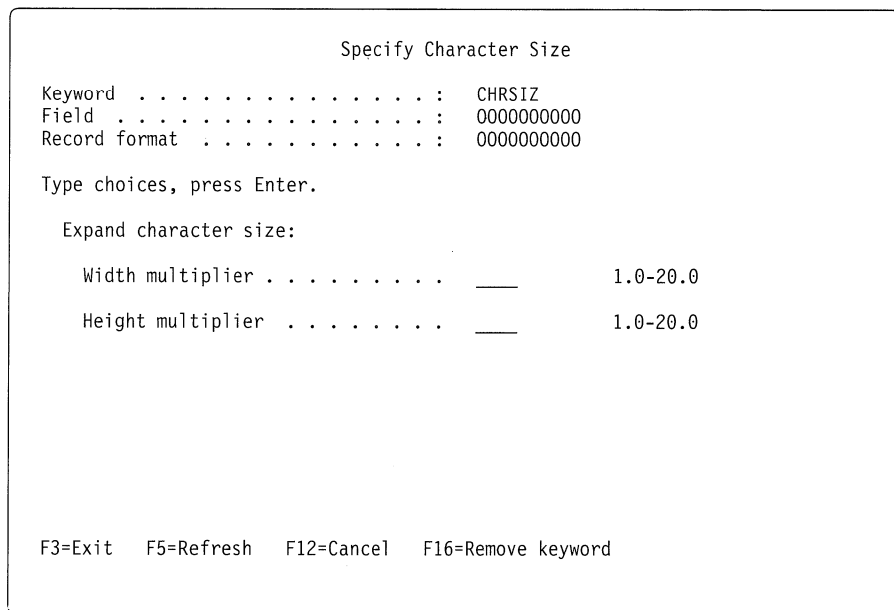 Specify Character Size
Keyword . . . . . . . . . . . . . . . : CHRSIZ
Field . . . . . . . . . . . . . . . . : OOOOOOOOOO
Record format . . . . . . . . . . . . : OOOOOOOOOO
Type choices, press Enter.
Expand character size:
Width multiplier . . . . . . . . . ____ 1.0-20.0
Height multiplier . . . . . . . . ____ 1.0-20.0
F3=Exit F5=Refresh F12=Cancel F16=Remove keyword